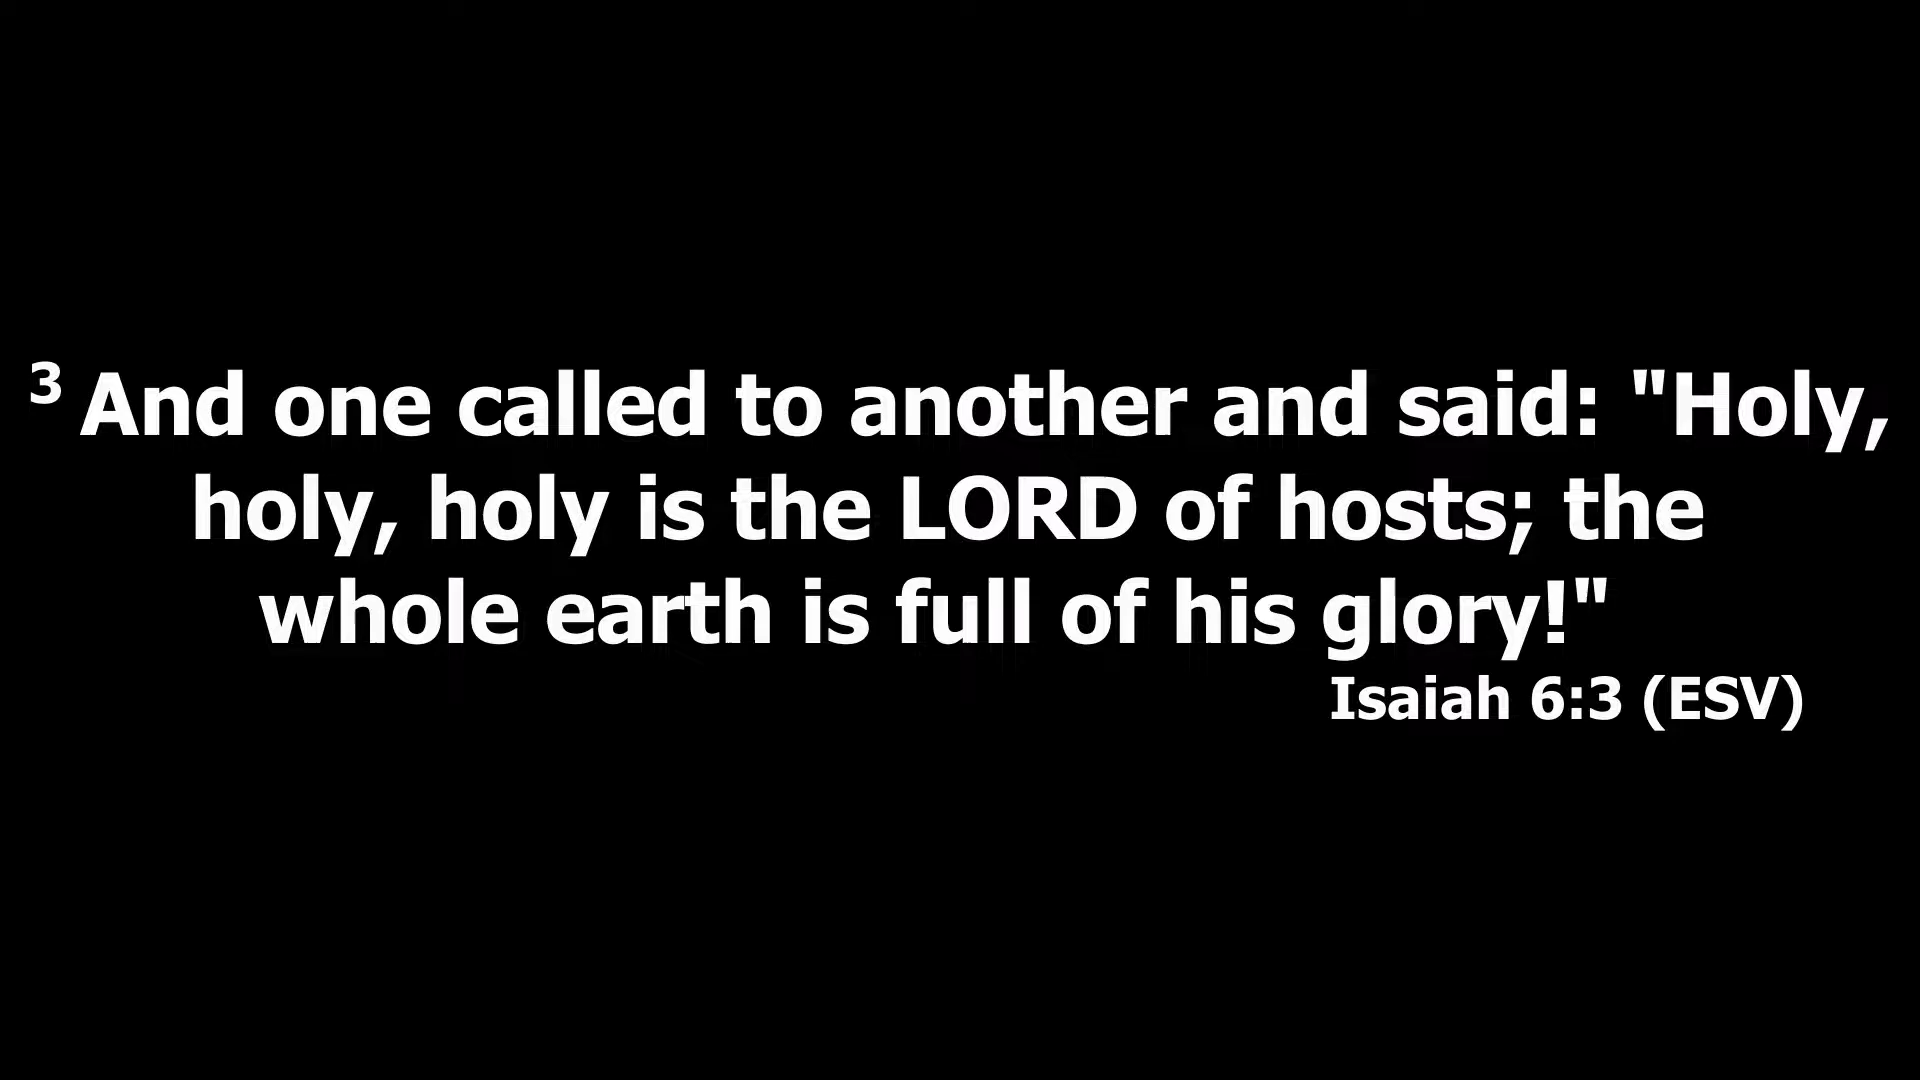 3 And one called to another and said: "Holy,
holy, holy is the LORD of hosts; the
whole earth is full of his glory!"
Isaiah 6:3 (ESV)